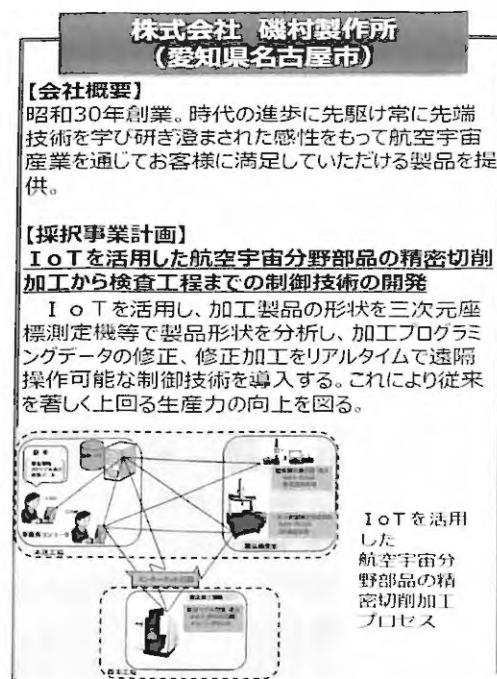 株式会社 磯村製作所
(愛知県名古屋市)
【会社概要】
昭和30年創業。時代の進歩に先駆け常に先端
技術を学び研ぎ澄まされた感性をもって航空宇宙
産業を通じてお客様に満足していただける製品を提
供。
【採択事業計画】
IoTを活用した航空宇宙分野部品の精密切削
加工から検査工程までの制御技術の開発
IoTを活用し、加工製品の形状を三次元座
標測定機等で製品形状を分析し、加工プログラミ
ングデータの修正、修正加工をリアルタイムで遠隔
操作可能な制御技術を導入する。これにより従来
を著しく上回る生産力の向上を図る。
IoTを活用
した
航空宇宙分
野部品の精
密切削加工
プロセス